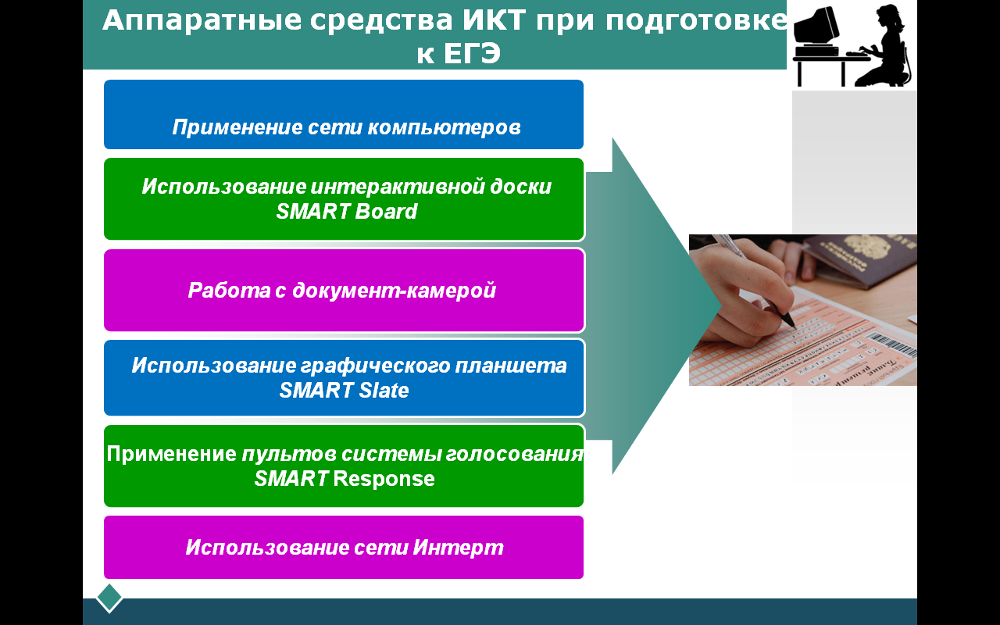 Аппаратные средства ИКТ при подготовке
к ЕГЭ
Применение сети компьютеров
Использование интерактивной доски
SMART Board
Работа с документ-камерой
Использование графического планшета
SMART Slate
Применение пультов системы голосования
SMART Response
Использование сети Интерт